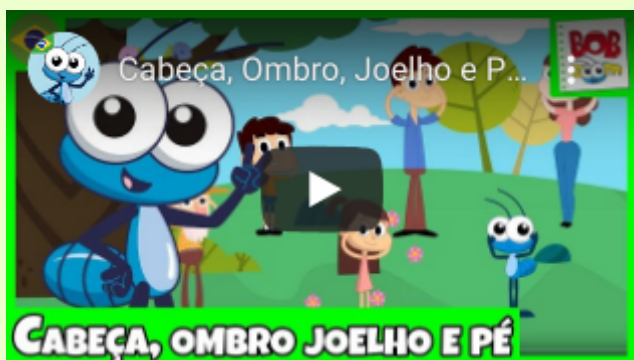 Cabeça, Ombro, Joelho e P...
BOB
CABEÇA, OMBRO JOELHO E PÉ